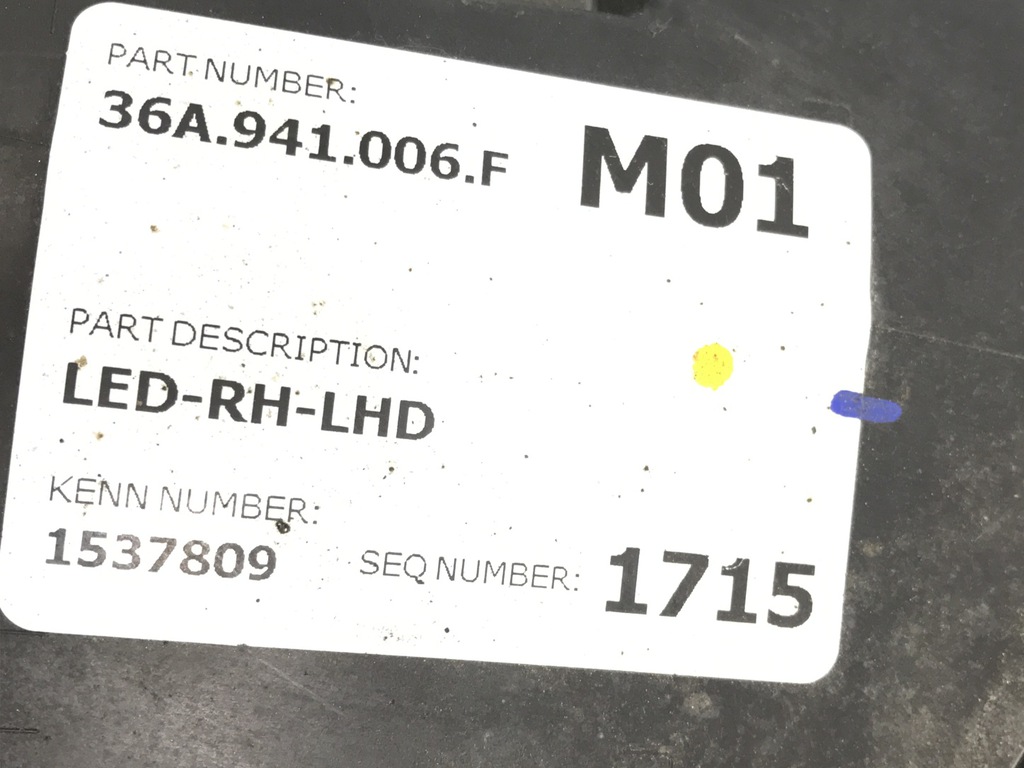 PART NUMBER:
36A.941.006.F
M01
PART DESCRIPTION:
LED-RH-LHD
KENN NUMBER:
1537809
SEQ NUMBER: 1715